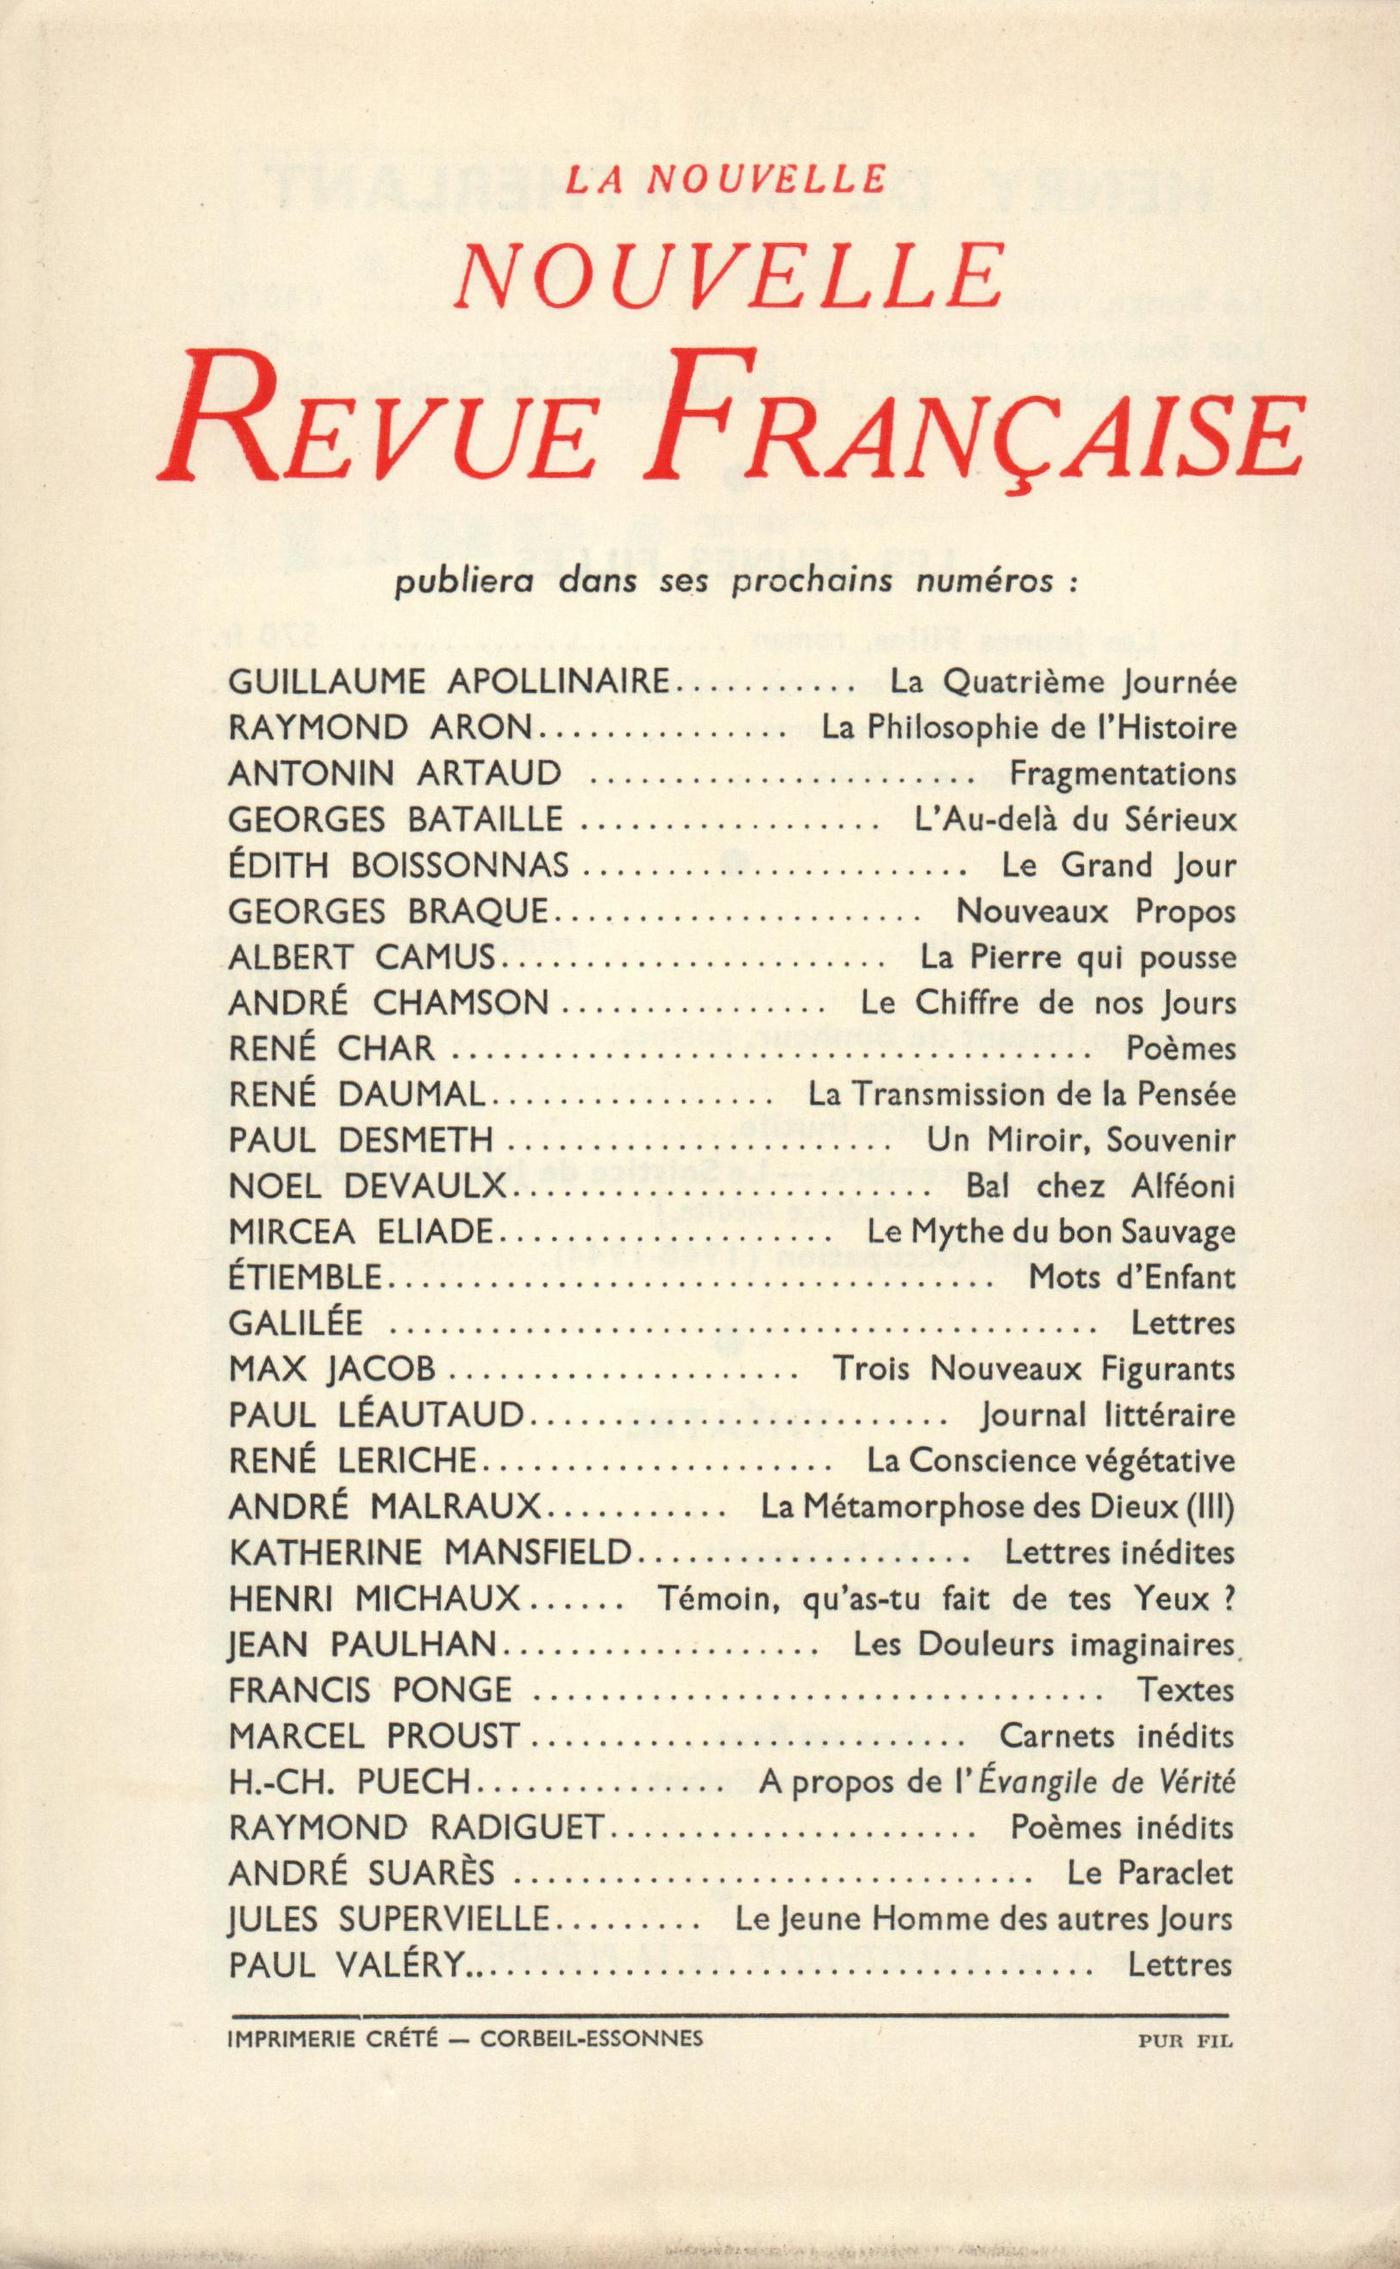 LA NOUVELLE
NOUVELLE
REVUE FRANÇAISE
publiera dans ses prochains numéros :
GUILLAUME APOLLINAIRE........... La Quatrième Journée
RAYMOND ARON............... La Philosophie de l'Histoire
ANTONIN ARTAUD ....................... Fragmentations
GEORGES BATAILLE .................. L'Au-delà du Sérieux
ÉDITH BOISSONNAS ....................... Le Grand Jour
GEORGES BRAQUE...................... Nouveaux Propos
ALBERT CAMUS....................... La Pierre qui pousse
ANDRÉ CHAMSON ................ Le Chiffre de nos Jours
RENÉ CHAR ...................................... Poèmes
RENÉ DAUMAL................. La Transmission de la Pensée
PAUL DESMETH ....................... Un Miroir, Souvenir
NOEL DEVAULX......................... Bal chez Alféoni
MIRCEA ELIADE.................... Le Mythe du bon Sauvage
ÉTIEMBLE.................................... Mots d'Enfant
GALILÉE .......................................... Lettres
MAX JACOB ..................... Trois Nouveaux Figurants
PAUL LÉAUTAUD......................... Journal littéraire
RENÉ LERICHE..................... La Conscience végétative
ANDRÉ MALRAUX........... La Métamorphose des Dieux (III)
KATHERINE MANSFIELD.................... Lettres inédites
HENRI MICHAUX...... Témoin, qu'as-tu fait de tes Yeux ?
JEAN PAULHAN................... Les Douleurs imaginaires
FRANCIS PONGE .................................. Textes
MARCEL PROUST .......................... Carnets inédits
H.-CH. PUECH............... A propos de l'Évangile de Vérité
RAYMOND RADIGUET...................... Poèmes inédits
ANDRÉ SUARÈS ............................... Le Paraclet
JULES SUPERVIELLE......... Le Jeune Homme des autres Jours
PAUL VALÉRY...................................... Lettres
IMPRIMERIE CRÉTÉ — CORBEIL-ESSONNES PUR FIL